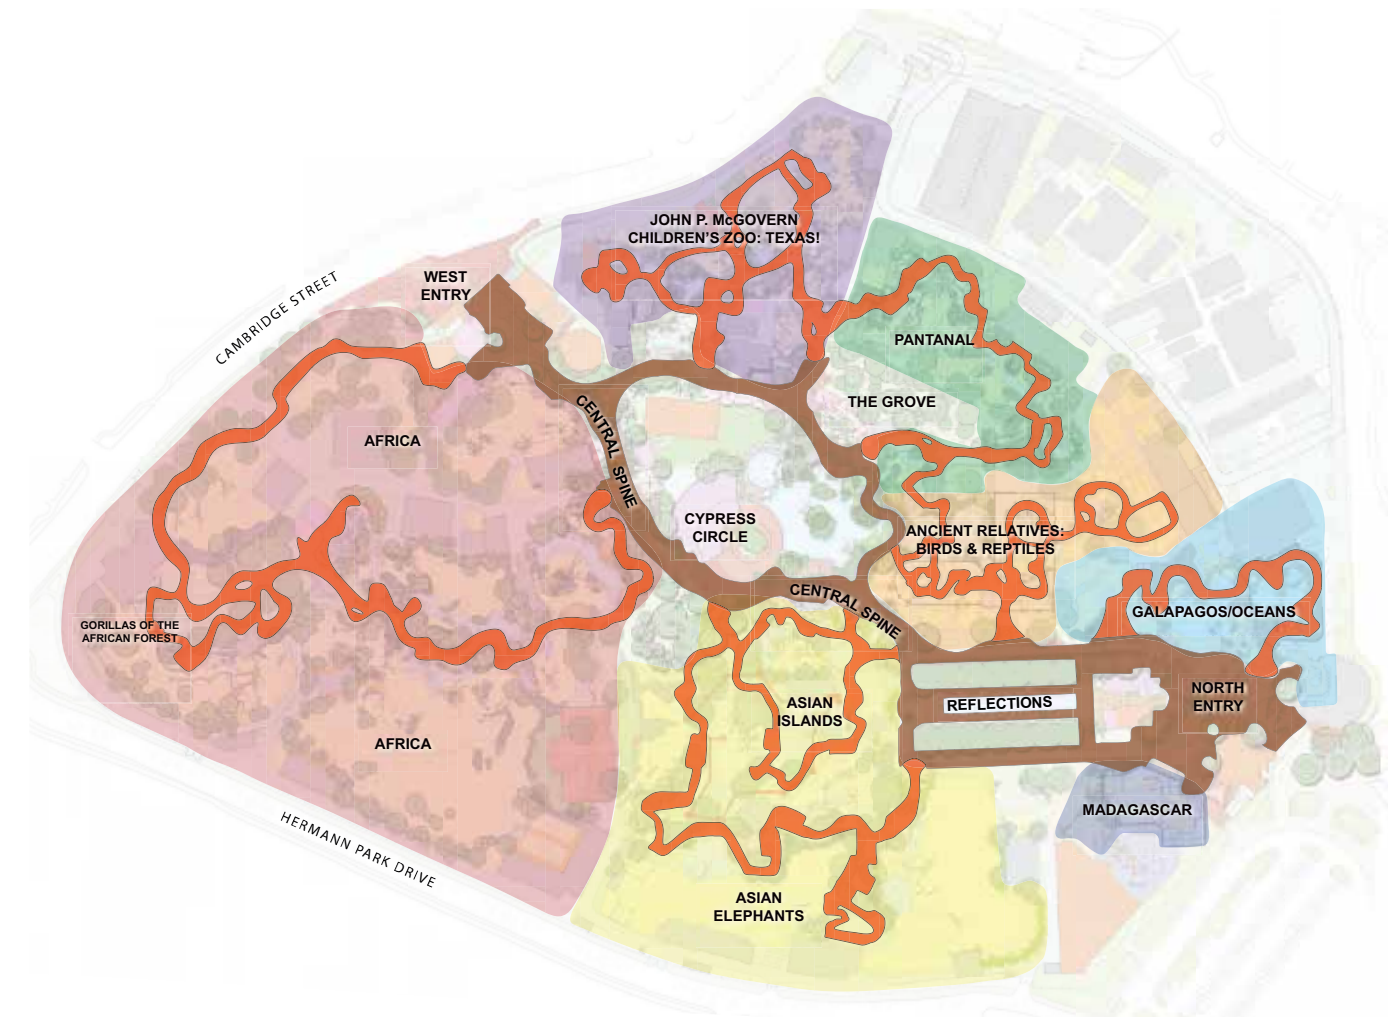 JOHN P. McGOVERN
CHILDREN'S ZOO: TEXAS!
WEST
ENTRY
CAMBRIDGE STREET
PANTANAL
THE GROVE
CENTRAL SPINE
AFRICA
CYPRESS
CIRCLE
ANCIENT RELATIVES:
BIRDS & REPTILES
CENTRAL SPINE
GALAPAGOS/OCEANS
GORILLAS OF THE
AFRICAN FOREST
NORTH
ENTRY
REFLECTIONS
ASIAN
ISLANDS
AFRICA
MADAGASCAR
HERMANN PARK DRIVE
ASIAN
ELEPHANTS